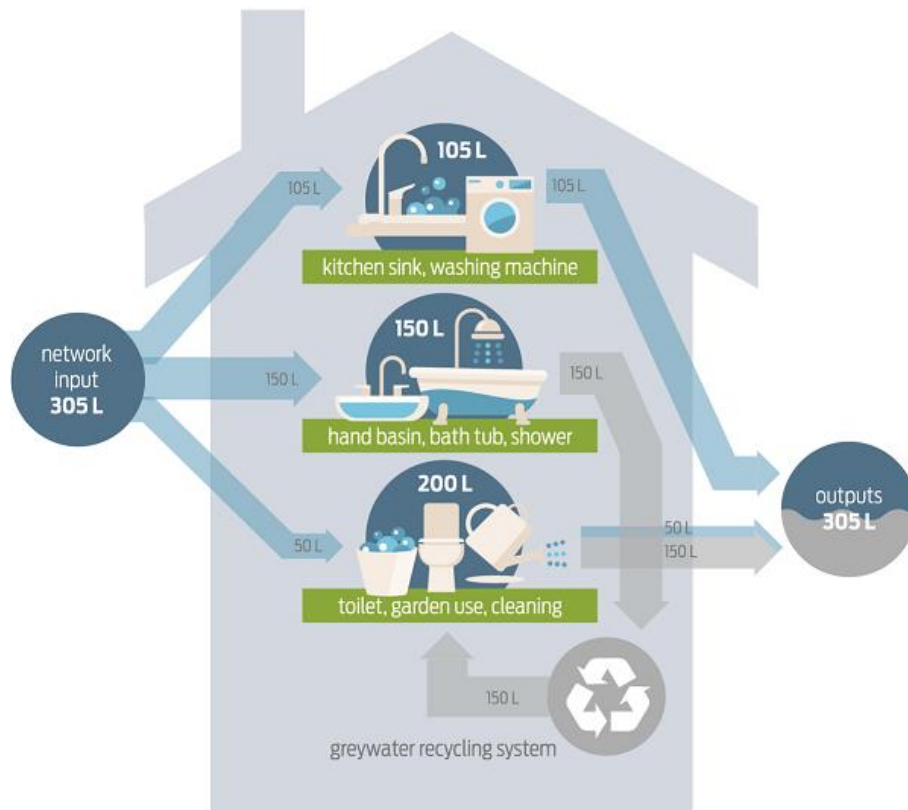 105 L
105 L
105 L
kitchen sink, washing machine
network
input
305 L
150 L
150 L
150 L
hand basin, bath tub, shower
200 L
50 L
50 L
150 L
outputs
305 L
toilet, garden use, cleaning
150 L
greywater recycling system